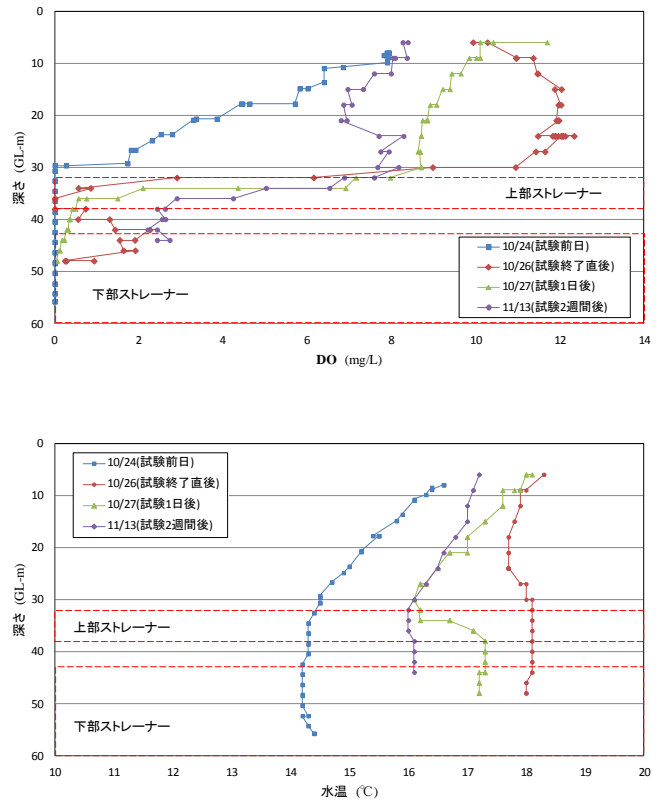 0
10
20
30
40
50
60
深さ (GL-m)
上部ストレーナー
10/24(試験前日)
10/26(試験終了直後)
10/27(試験1日後)
11/13(試験2週間後)
下部ストレーナー
0 2 4 6 8 10 12 14
DO (mg/L)
0
10
20
30
40
50
60
深さ (GL-m)
10/24(試験前日)
10/26(試験終了直後)
10/27(試験1日後)
11/13(試験2週間後)
上部ストレーナー
下部ストレーナー
10 11 12 13 14 15 16 17 18 19 20
水温 (℃)